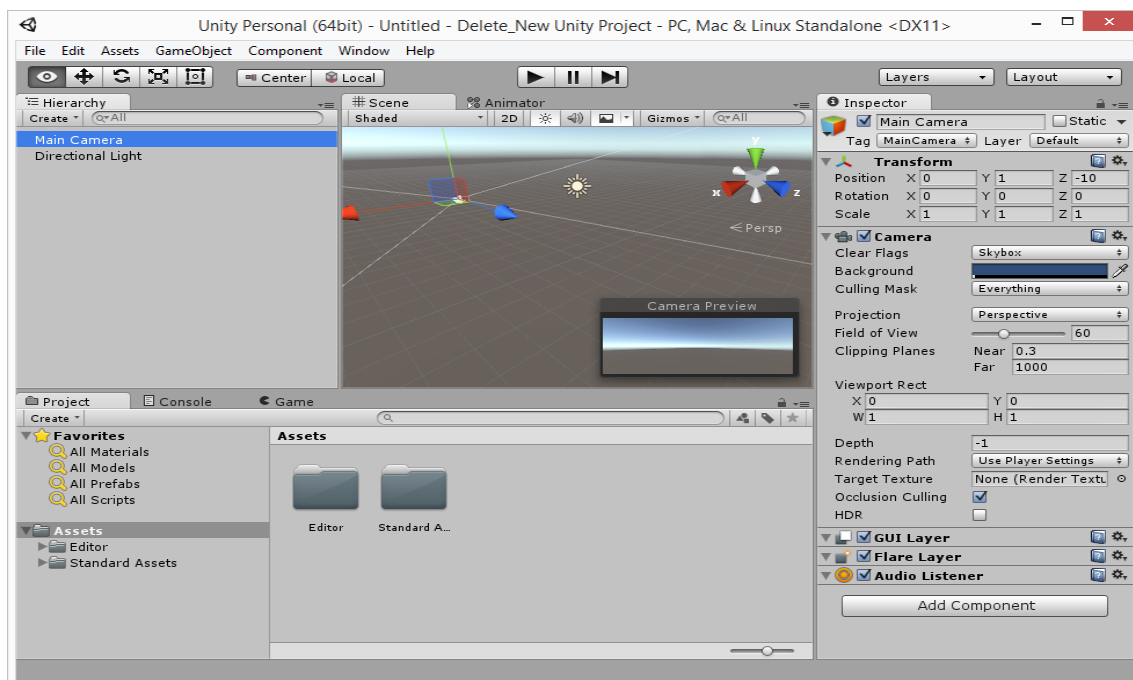 Unity Personal (64bit) - Untitled - Delete_New Unity Project - PC, Mac & Linux Standalone <DX11>
File Edit Assets GameObject Component Window Help
Center Local Layers Layout
Hierarchy
Create All
Main Camera
Directional Light
Scene Animator
Shaded 2D Gizmos All
y
x z
Persp
Camera Preview
Inspector
Main Camera Static
Tag MainCamera Layer Default
Transform
Position X 0 Y 1 Z -10
Rotation X 0 Y 0 Z 0
Scale X 1 Y 1 Z 1
Camera
Clear Flags Skybox
Background
Culling Mask Everything
Projection Perspective
Field of View 60
Clipping Planes Near 0.3
Far 1000
Viewport Rect
X 0 Y 0
W 1 H 1
Depth -1
Rendering Path Use Player Settings
Target Texture None (Render Textu
Occlusion Culling
HDR
GUI Layer
Flare Layer
Audio Listener
Add Component
Project Console Game
Create
Favorites
All Materials
All Models
All Prefabs
All Scripts
Assets
Editor
Standard Assets
Assets
Editor Standard A...